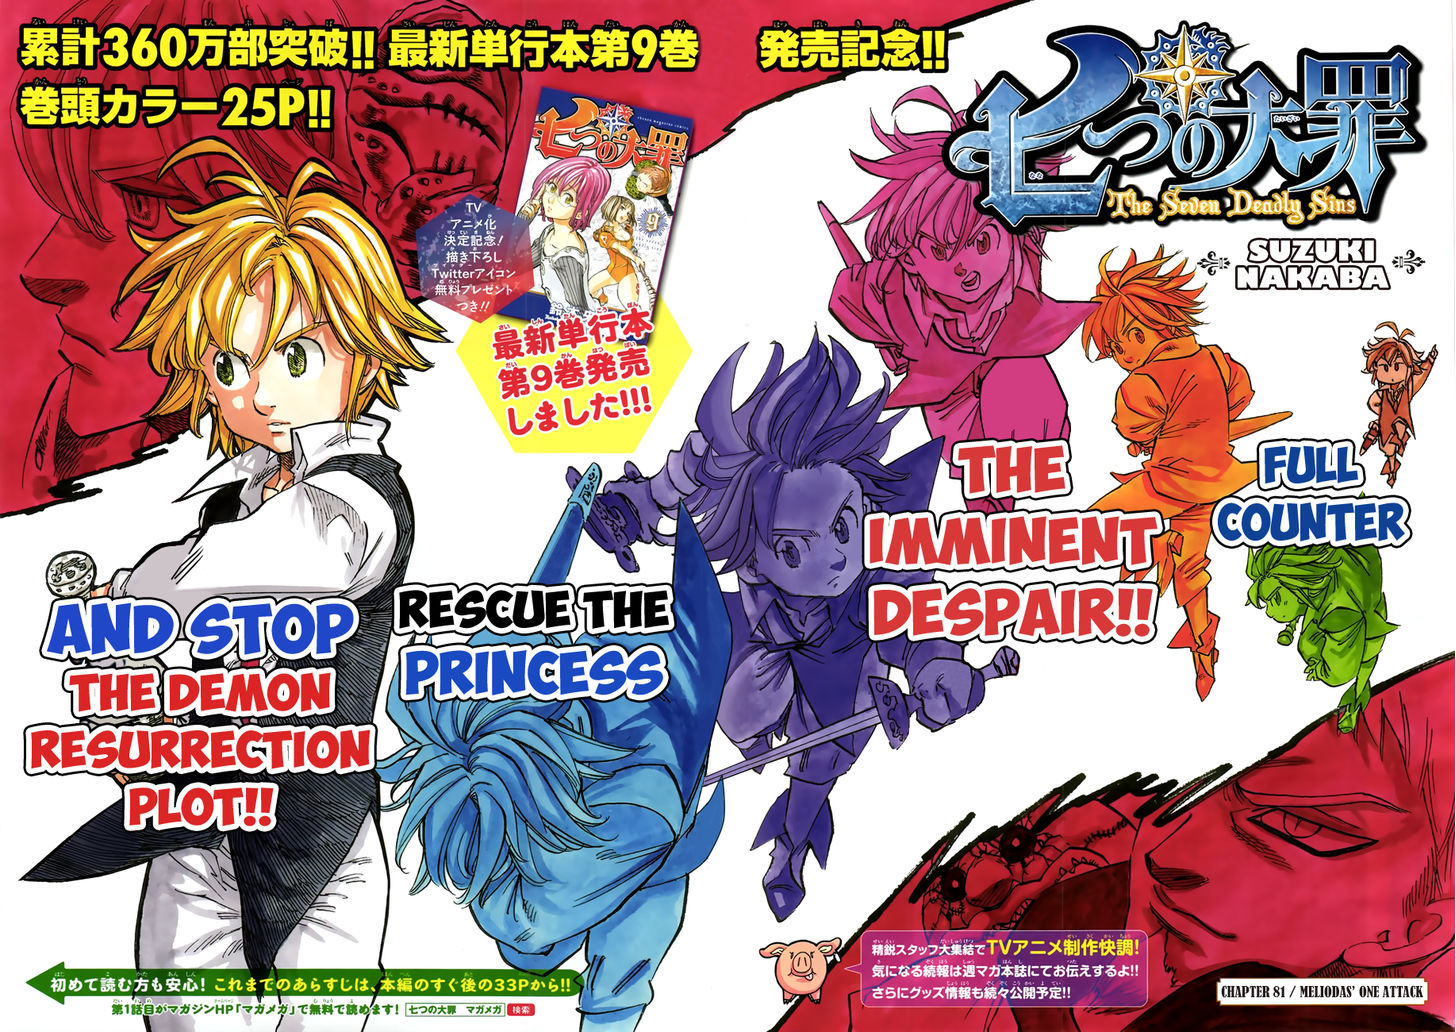 累計360万部突破!! 最新単行本第9巻 発売記念!!
巻頭カラー25P!!
七つの大罪
The Seven Deadly Sins
SUZUKI
NAKABA
七つの大罪
9
TV
アニメ化
決定記念!
描き下ろし
Twitterアイコン
無料プレゼント
つき!!
最新単行本
第9巻発売
しました!!!
FULL
COUNTER
THE
IMMINENT
DESPAIR!!
RESCUE THE
PRINCESS
AND STOP
THE DEMON
RESURRECTION
PLOT!!
初めて読む方も安心! これまでのあらすじは、本編のすぐ後の33Pから!!
第1話目がマガジンHP「マガメガ」で無料で読めます! 七つの大罪 マガメガ 検索
精鋭スタッフ大集結でTVアニメ制作快調!
気になる続報は週マガ本誌にてお伝えするよ!!
さらにグッズ情報も続々公開予定!!
CHAPTER 81 / MELIODAS' ONE ATTACK